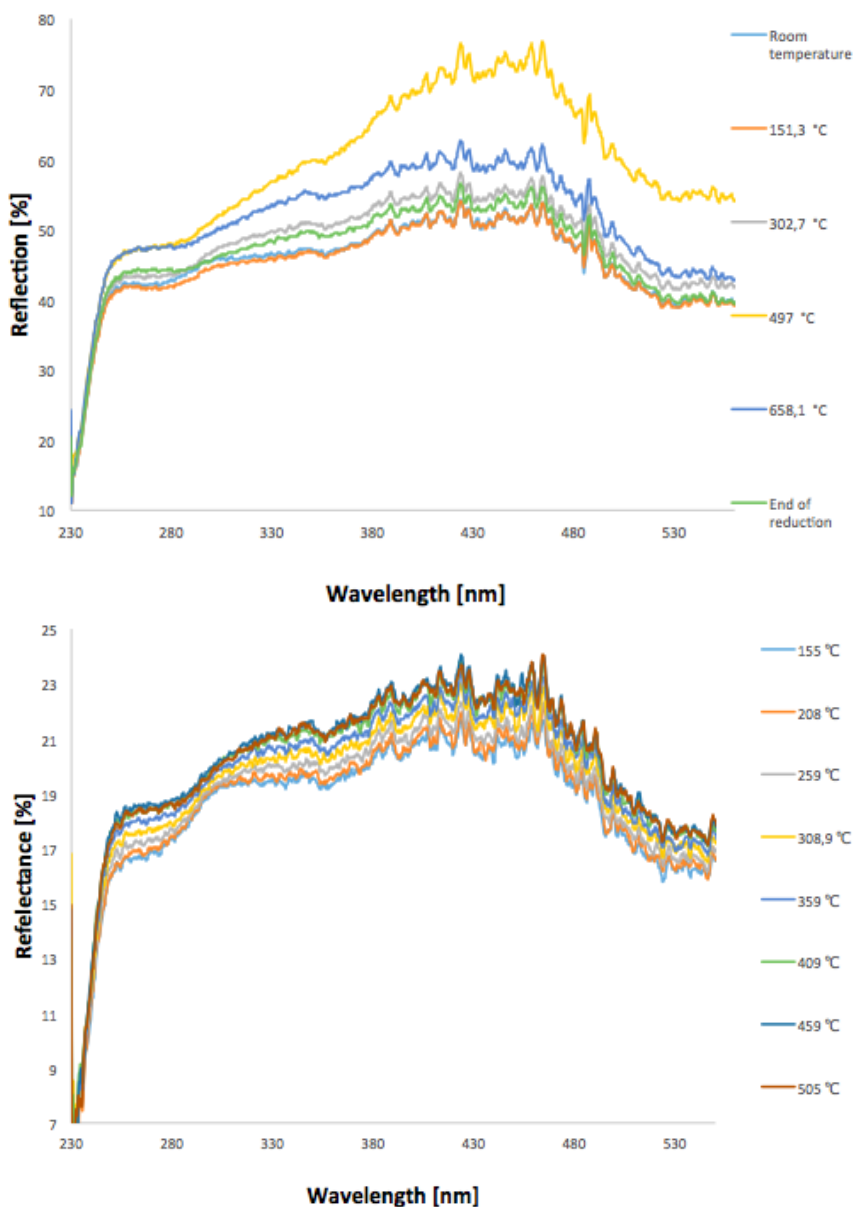 80
70
60
50
40
30
20
10
Reflection [%]
230 280 330 380 430 480 530
Wavelength [nm]
Room
temperature
151,3 °C
302,7 °C
497 °C
658,1 °C
End of
reduction
25
23
21
19
17
15
13
11
9
7
Refelectance [%]
230 280 330 380 430 480 530
Wavelength [nm]
155 ℃
208 ℃
259 ℃
308,9 ℃
359 ℃
409 ℃
459 ℃
505 ℃